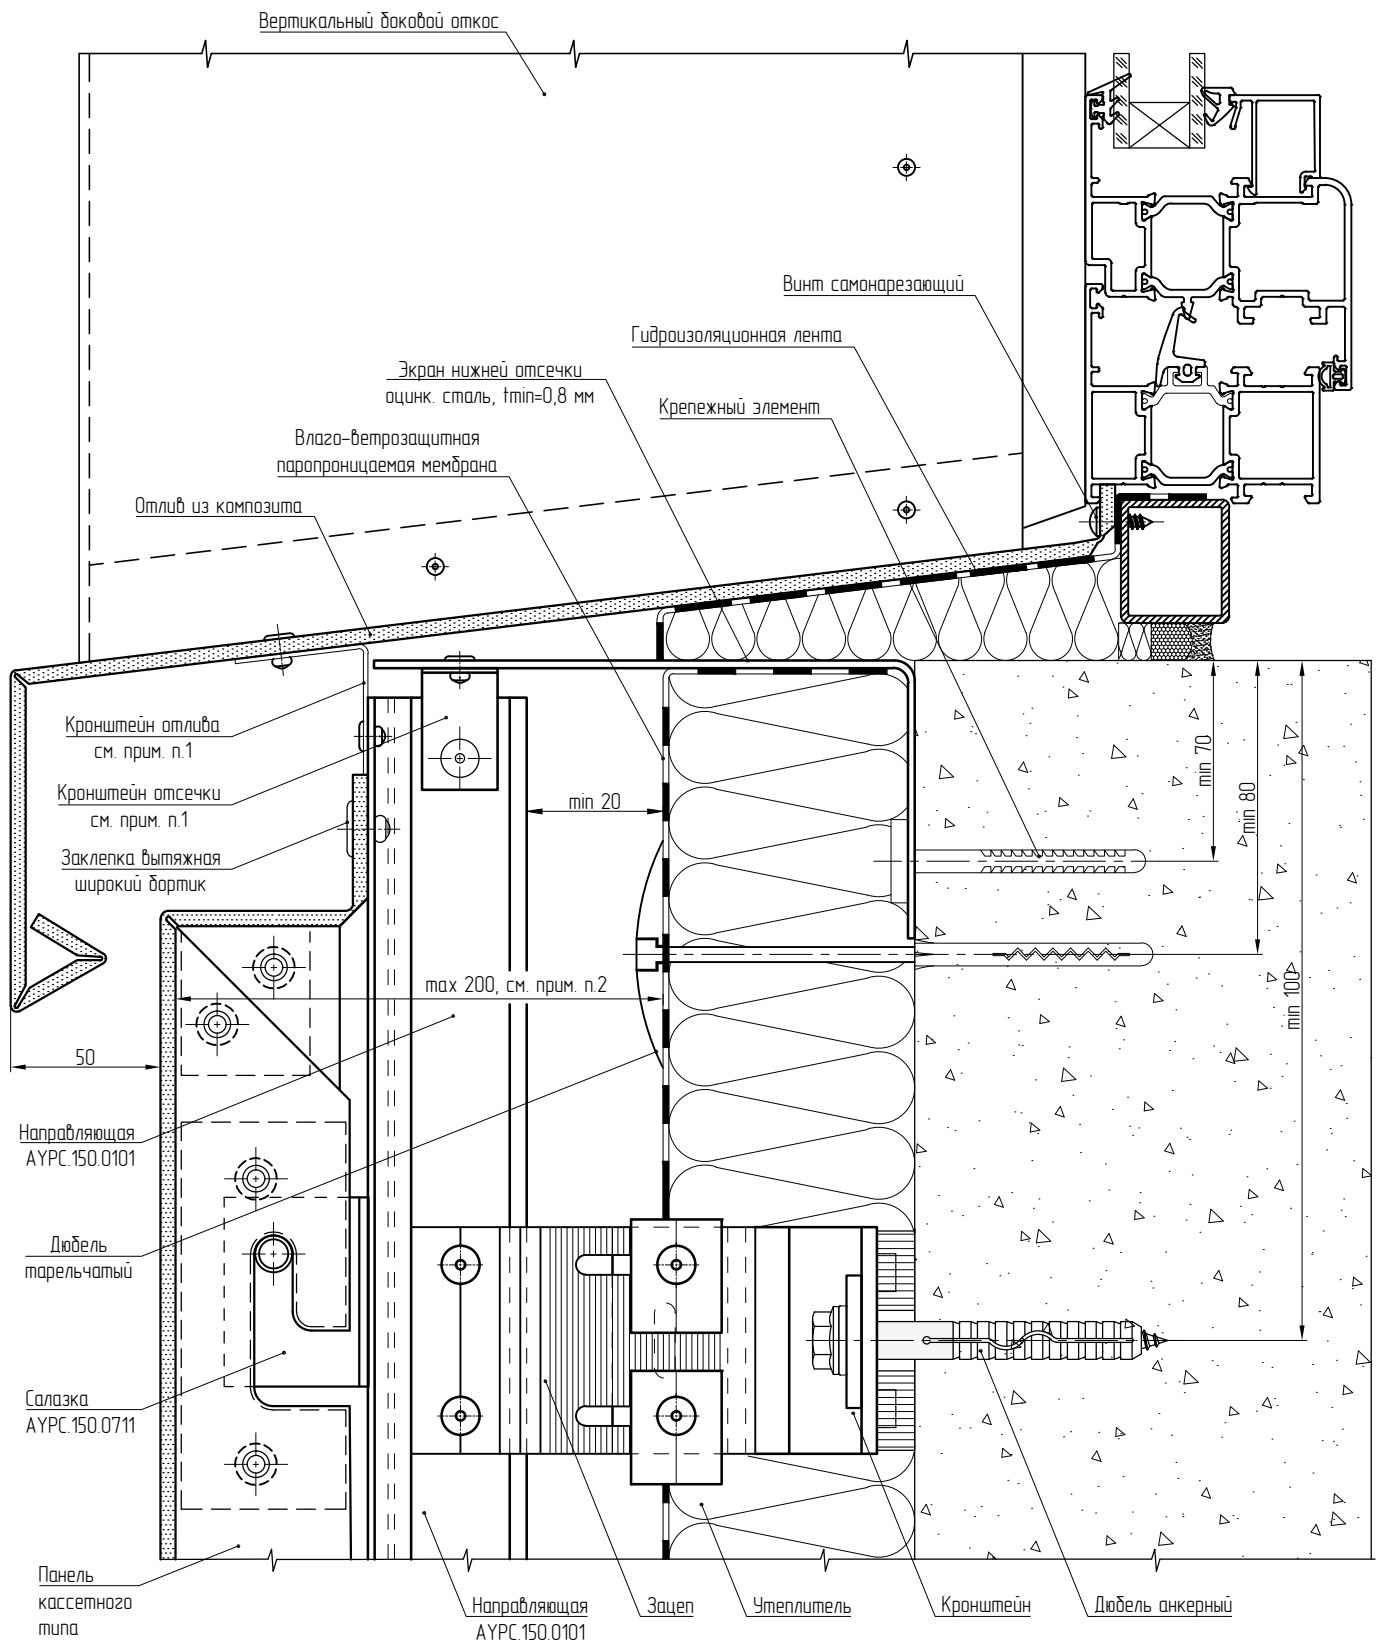 Вертикальный боковой откос
Винт самонарезающий
Гидроизоляционная лента
Экран нижней отсечки
оцинк. сталь, tmin=0,8 мм
Крепежный элемент
Влаго-ветрозащитная
паропроницаемая мембрана
Отлив из композита
Кронштейн отлива
см. прим. п.1
Кронштейн отсечки
см. прим. п.1
Заклепка вытяжная
широкий бортик
min 20
min 70
min 80
min 100
max 200, см. прим. п.2
50
Направляющая
AYPC.150.0101
Дюбель
тарельчатый
Салазка
AYPC.150.0711
Панель
кассетного
типа
Направляющая
AYPC.150.0101
Зацеп
Утеплитель
Кронштейн
Дюбель анкерный